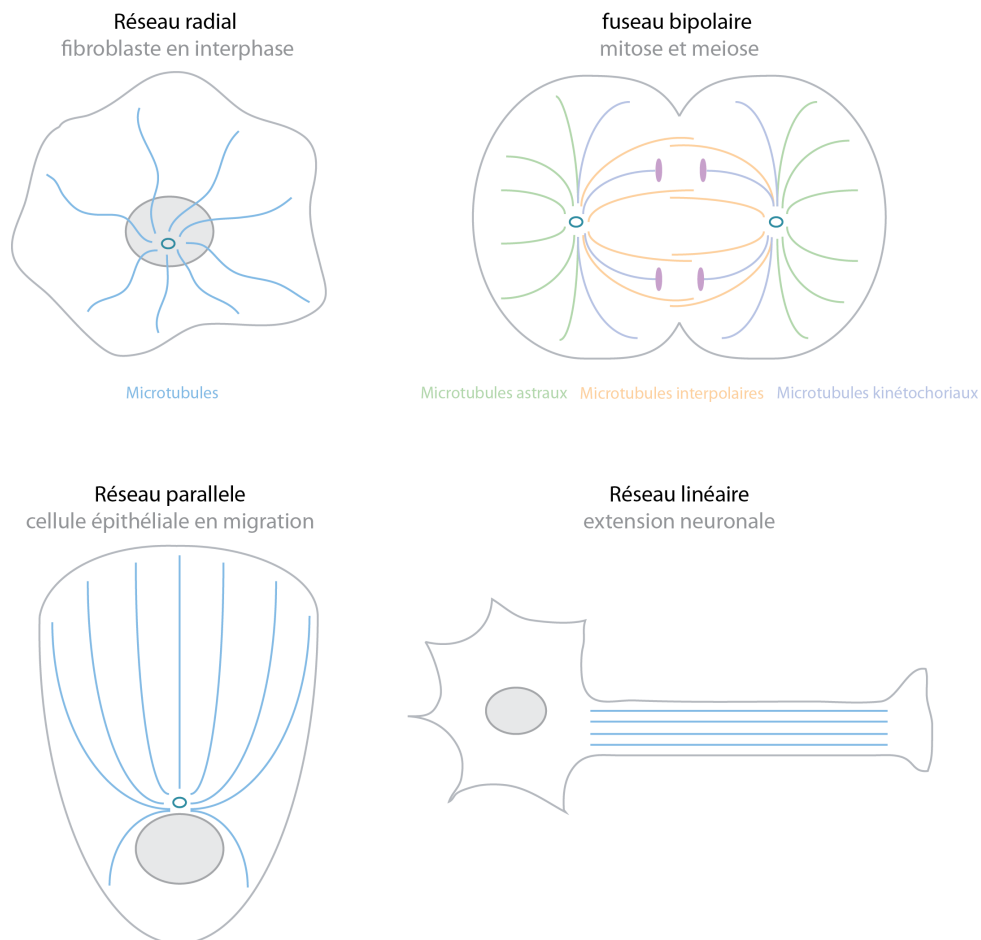 Réseau radial
fibroblaste en interphase
fuseau bipolaire
mitose et meiose
Microtubules
Microtubules astraux
Microtubules interpolaires
Microtubules kinétochoriaux
Réseau parallele
cellule épithéliale en migration
Réseau linéaire
extension neuronale